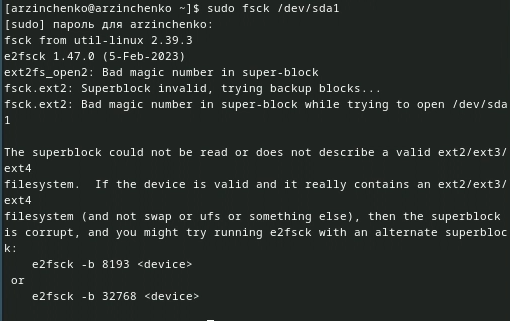 [arzinchenko@arzinchenko ~]$ sudo fsck /dev/sda1
[sudo] пароль для arzinchenko:
fsck from util-linux 2.39.3
e2fsck 1.47.0 (5-Feb-2023)
ext2fs_open2: Bad magic number in super-block
fsck.ext2: Superblock invalid, trying backup blocks...
fsck.ext2: Bad magic number in super-block while trying to open /dev/sda
1

The superblock could not be read or does not describe a valid ext2/ext3/
ext4
filesystem.  If the device is valid and it really contains an ext2/ext3/
ext4
filesystem (and not swap or ufs or something else), then the superblock
is corrupt, and you might try running e2fsck with an alternate superbloc
k:
    e2fsck -b 8193 <device>
 or
    e2fsck -b 32768 <device>